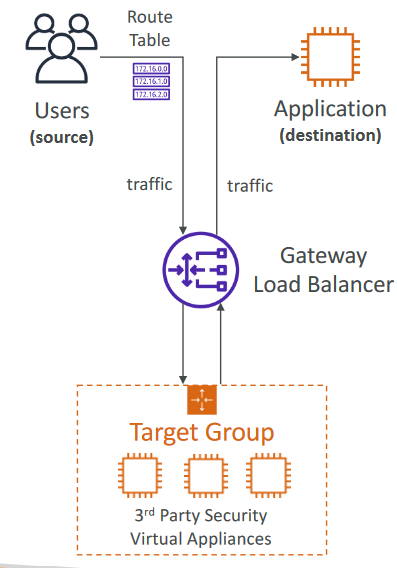 Route
Table
172.16.0.0
172.16.1.0
172.16.2.0
Users
(source)
Application
(destination)
traffic
traffic
Gateway
Load Balancer
Target Group
3rd Party Security
Virtual Appliances